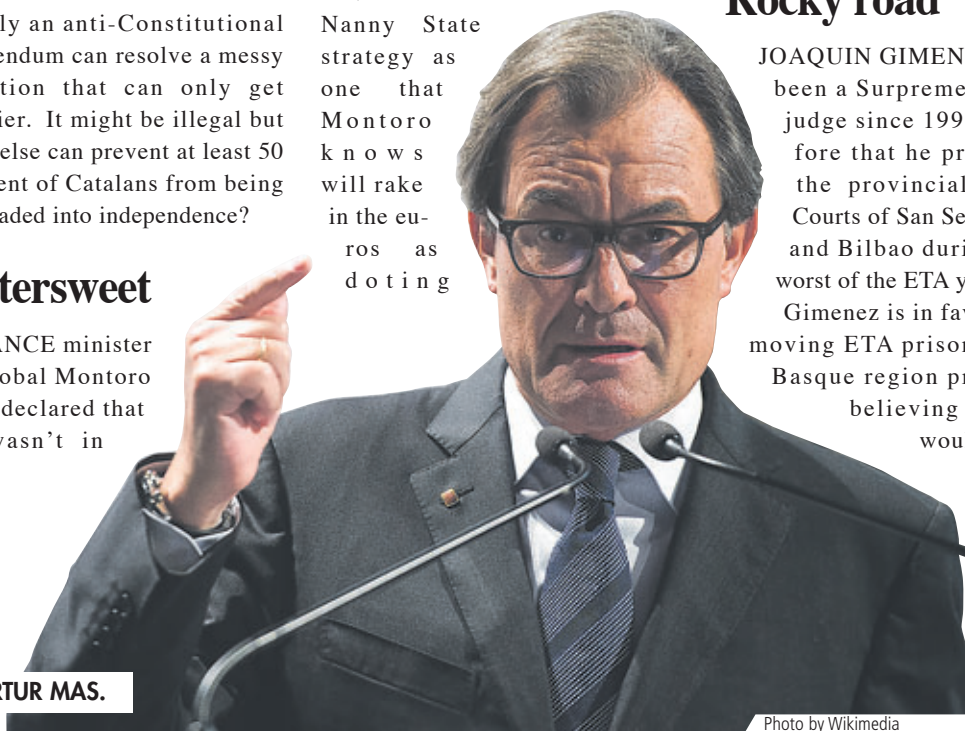 ly an anti-Constitutional
endum can resolve a messy
tion that can only get
ier. It might be illegal but
else can prevent at least 50
ent of Catalans from being
aded into independence?
tersweet
ANCE minister
obal Montoro
declared that
vasn't in
Nanny State
strategy as
one that
Montoro
knows
will rake
in the eu-
ros as
doting
Rocky road
JOAQUIN GIMEN
been a Surpreme
judge since 199
fore that he pr
the provincial
Courts of San Se
and Bilbao duri
worst of the ETA y
Gimenez is in fav
moving ETA prison
Basque region pr
believing
wou
RTUR MAS.
Photo by Wikimedia